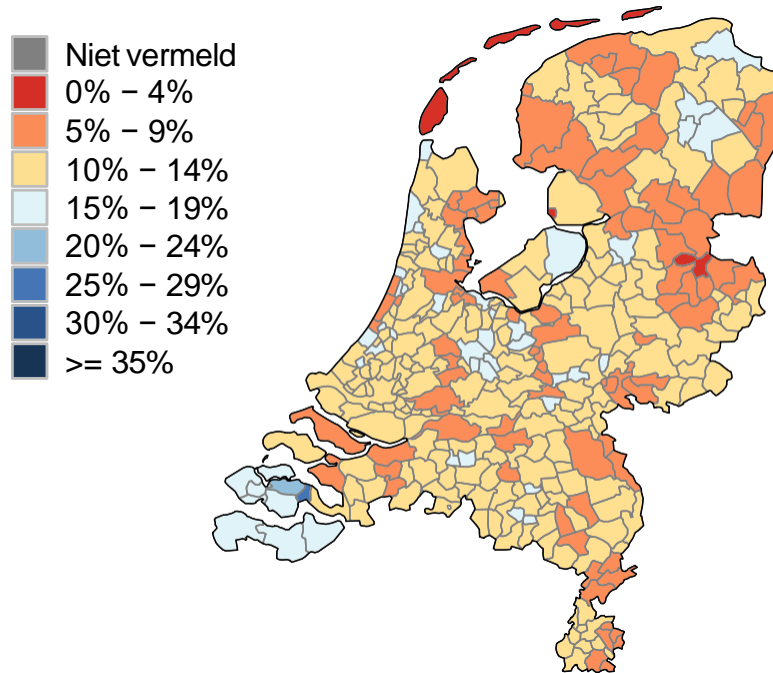 Niet vermeld
0% − 4%
5% − 9%
10% − 14%
15% − 19%
20% − 24%
25% − 29%
30% − 34%
>= 35%